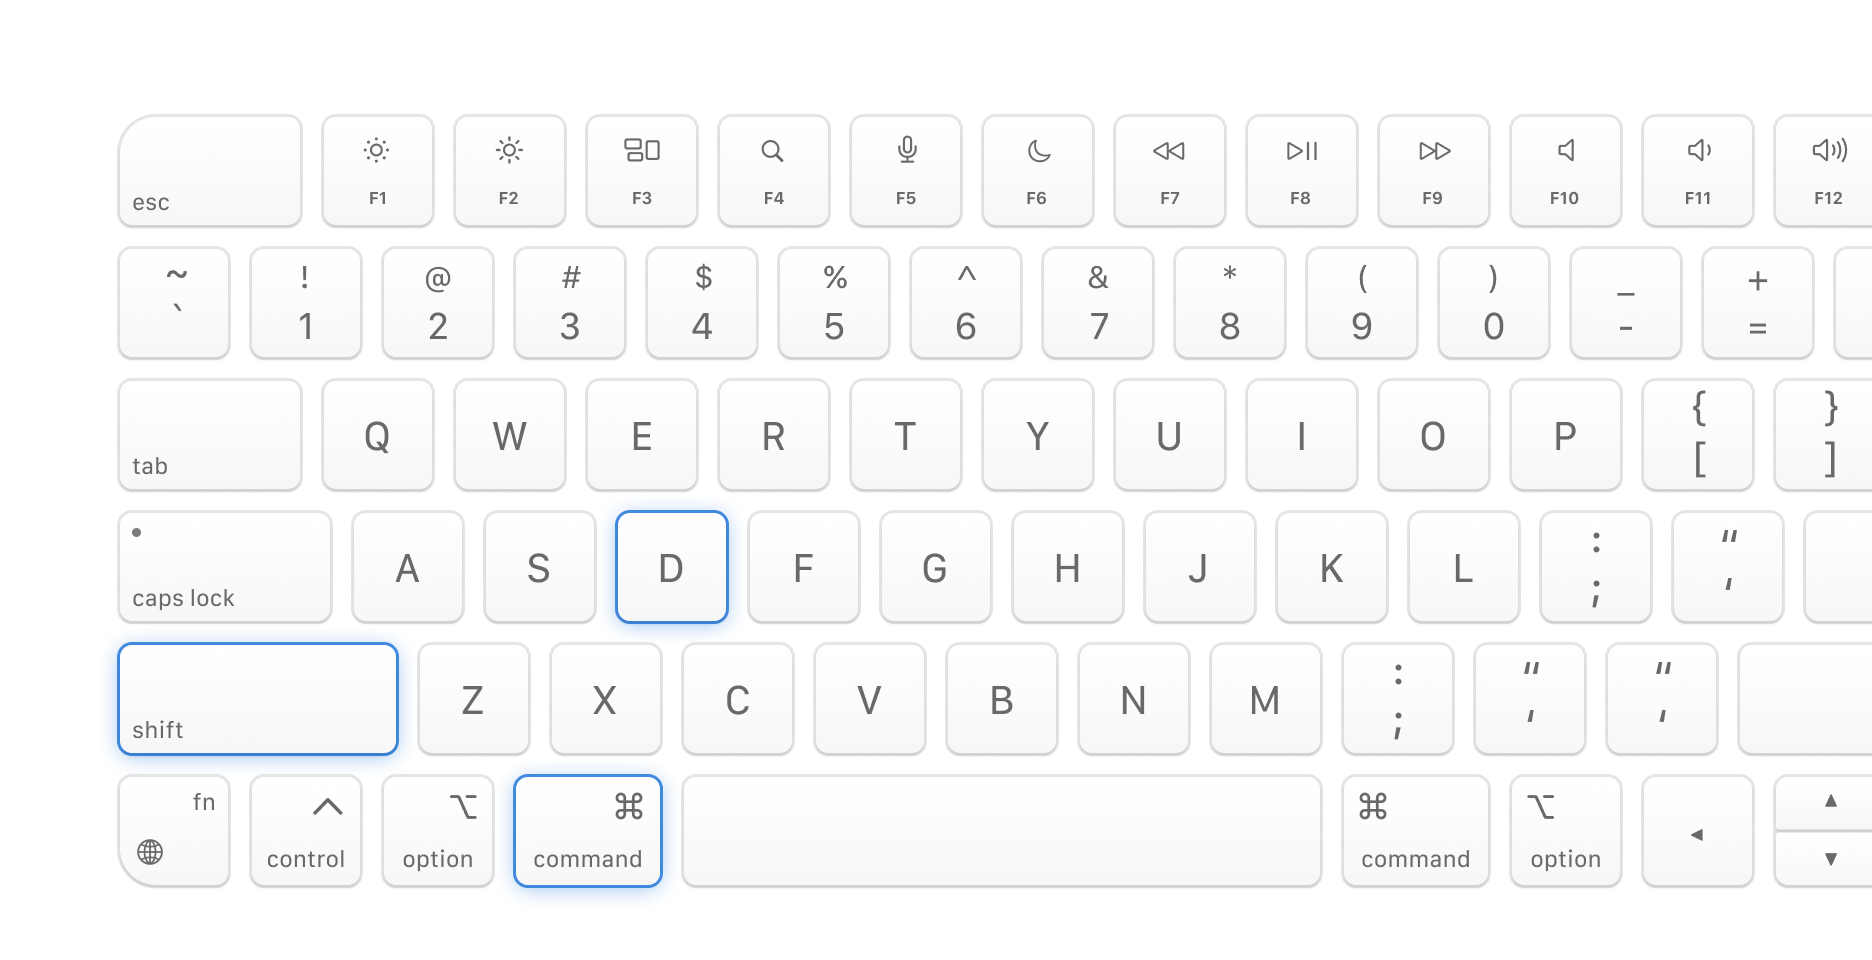 esc F1 F2 F3 F4 F5 F6 F7 F8 F9 F10 F11 F12
~ ! @ # $ % ^ & * ( ) _ +
` 1 2 3 4 5 6 7 8 9 0 - =
tab Q W E R T Y U I O P { }
[ ]
caps lock A S D F G H J K L : "
; '
shift Z X C V B N M : " "
; ' '
fn ⌥ ⌘ ⌘ ⌥
control option command command option